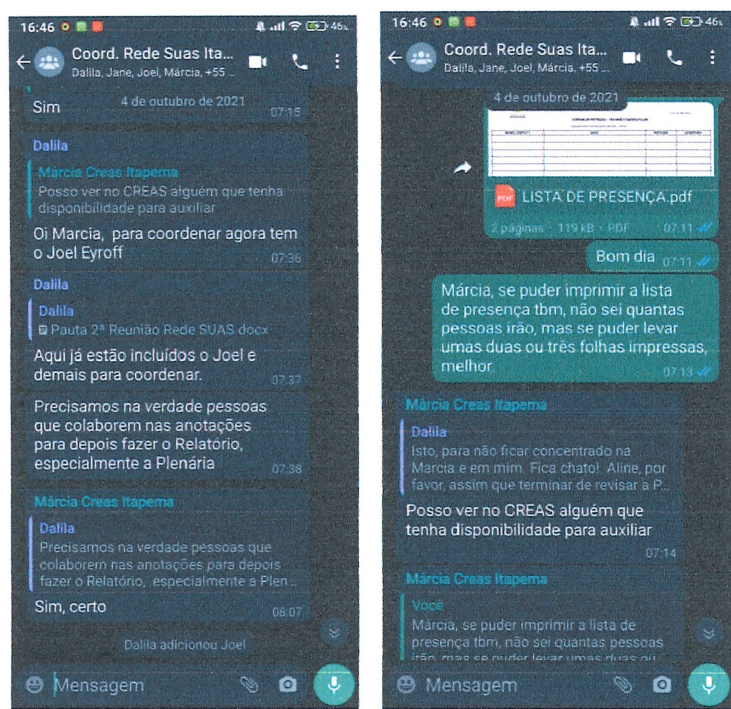 16:46
46%
Coord. Rede Suas Ita...
Dalila, Jane, Joel, Márcia, +55 ...
4 de outubro de 2021
Sim
07:15
Dalila
Márcia Creas Itapema
Posso ver no CREAS alguém que tenha
disponibilidade para auxiliar
Oi Marcia, para coordenar agora tem
o Joel Eyroff
07:36
Dalila
Dalila
Pauta 2ª Reunião Rede SUAS.docx
Aqui já estão incluídos o Joel e
demais para coordenar.
07:37
Precisamos na verdade pessoas
que colaborem nas anotações
para depois fazer o Relatório,
especialmente a Plenária
07:38
Márcia Creas Itapema
Dalila
Precisamos na verdade pessoas que
colaborem nas anotações para depois
fazer o Relatório, especialmente a Plen...
Sim, certo
08:07
Dalila adicionou Joel
Mensagem
16:46
46%
Coord. Rede Suas Ita...
Dalila, Jane, Joel, Márcia, +55 ...
4 de outubro de 2021
PDF
LISTA DE PRESENÇA.pdf
2 páginas · 119 kB · PDF
07:11
Bom dia
07:11
Márcia, se puder imprimir a lista
de presença tbm, não sei quantas
pessoas irão, mas se puder levar
umas duas ou três folhas impressas,
melhor.
07:13
Márcia Creas Itapema
Dalila
Isto, para não ficar concentrado na
Marcia e em mim. Fica chato! Aline, por
favor, assim que terminar de revisar a P...
Posso ver no CREAS alguém que
tenha disponibilidade para auxiliar
07:14
Márcia Creas Itapema
Você
Márcia, se puder imprimir a lista de
presença tbm, não sei quantas pessoas
irão, mas se puder levar umas duas ou
Mensagem